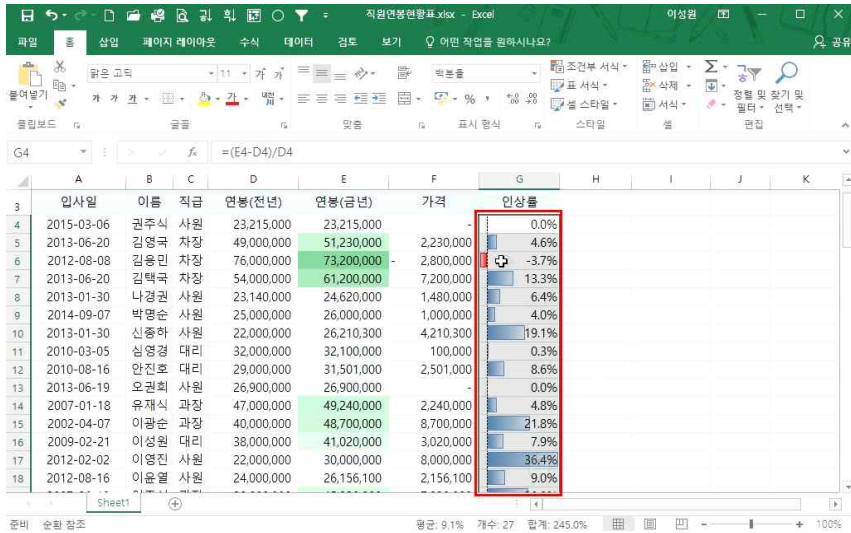 직원연봉현황표.xlsx - Excel 이성원
파일 홈 삽입 페이지 레이아웃 수식 데이터 검토 보기 어떤 작업을 원하시나요? 공유
붙여넣기 맑은 고딕 11 가 가 백분율 조건부 서식 삽입
표 서식 삭제
가 가 가 가 내천 % , 셀 스타일 서식 정렬 및 필터 찾기 및 선택
클립보드 글꼴 맞춤 표시 형식 스타일 셀 편집
G4 fx =(E4-D4)/D4
A B C D E F G H I J K
3 입사일 이름 직급 연봉(전년) 연봉(금년) 가격 인상률
4 2015-03-06 권주식 사원 23,215,000 23,215,000 - 0.0%
5 2013-06-20 김영국 차장 49,000,000 51,230,000 2,230,000 4.6%
6 2012-08-08 김응민 차장 76,000,000 73,200,000 - 2,800,000 -3.7%
7 2013-06-20 김택국 차장 54,000,000 61,200,000 7,200,000 13.3%
8 2013-01-30 나경권 사원 23,140,000 24,620,000 1,480,000 6.4%
9 2014-09-07 박명순 사원 25,000,000 26,000,000 1,000,000 4.0%
10 2013-01-30 신종하 사원 22,000,000 26,210,300 4,210,300 19.1%
11 2010-03-05 심영경 대리 32,000,000 32,100,000 100,000 0.3%
12 2010-08-16 안진호 대리 29,000,000 31,501,000 2,501,000 8.6%
13 2013-06-19 오권희 사원 26,900,000 26,900,000 - 0.0%
14 2007-01-18 유재식 과장 47,000,000 49,240,000 2,240,000 4.8%
15 2002-04-07 이광순 과장 40,000,000 48,700,000 8,700,000 21.8%
16 2009-02-21 이성원 대리 38,000,000 41,020,000 3,020,000 7.9%
17 2012-02-02 이영진 사원 22,000,000 30,000,000 8,000,000 36.4%
18 2012-08-16 이윤열 사원 24,000,000 26,156,100 2,156,100 9.0%
Sheet1
준비 순환 참조 평균: 9.1% 개수: 27 합계: 245.0% 100%